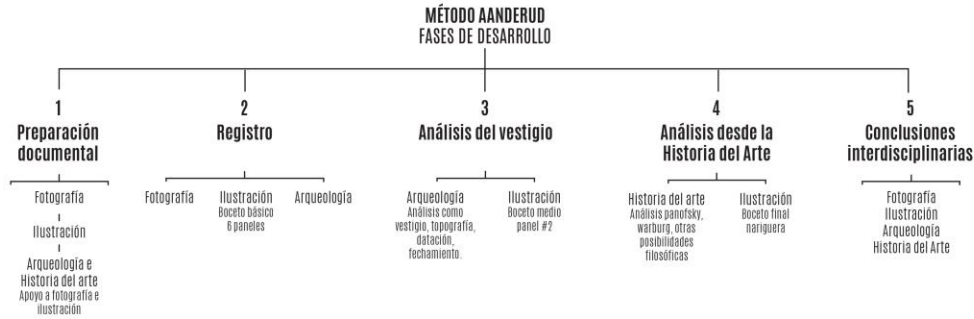 MÉTODO AANDERUD
FASES DE DESARROLLO
1
Preparación
documental
Fotografía
Ilustración
Arqueología e
Historia del arte
Apoyo a fotografía e
ilustración
2
Registro
Fotografía
Ilustración
Boceto básico
6 paneles
Arqueología
3
Análisis del vestigio
Arqueología
Análisis como
vestigio, topografía,
datación,
fechamiento.
Ilustración
Boceto medio
panel #2
4
Análisis desde la
Historia del Arte
Historia del arte
Análisis panofsky,
warburg, otras
posibilidades
filosóficas
Ilustración
Boceto final
nariguera
5
Conclusiones
interdisciplinarias
Fotografía
Ilustración
Arqueología
Historia del Arte